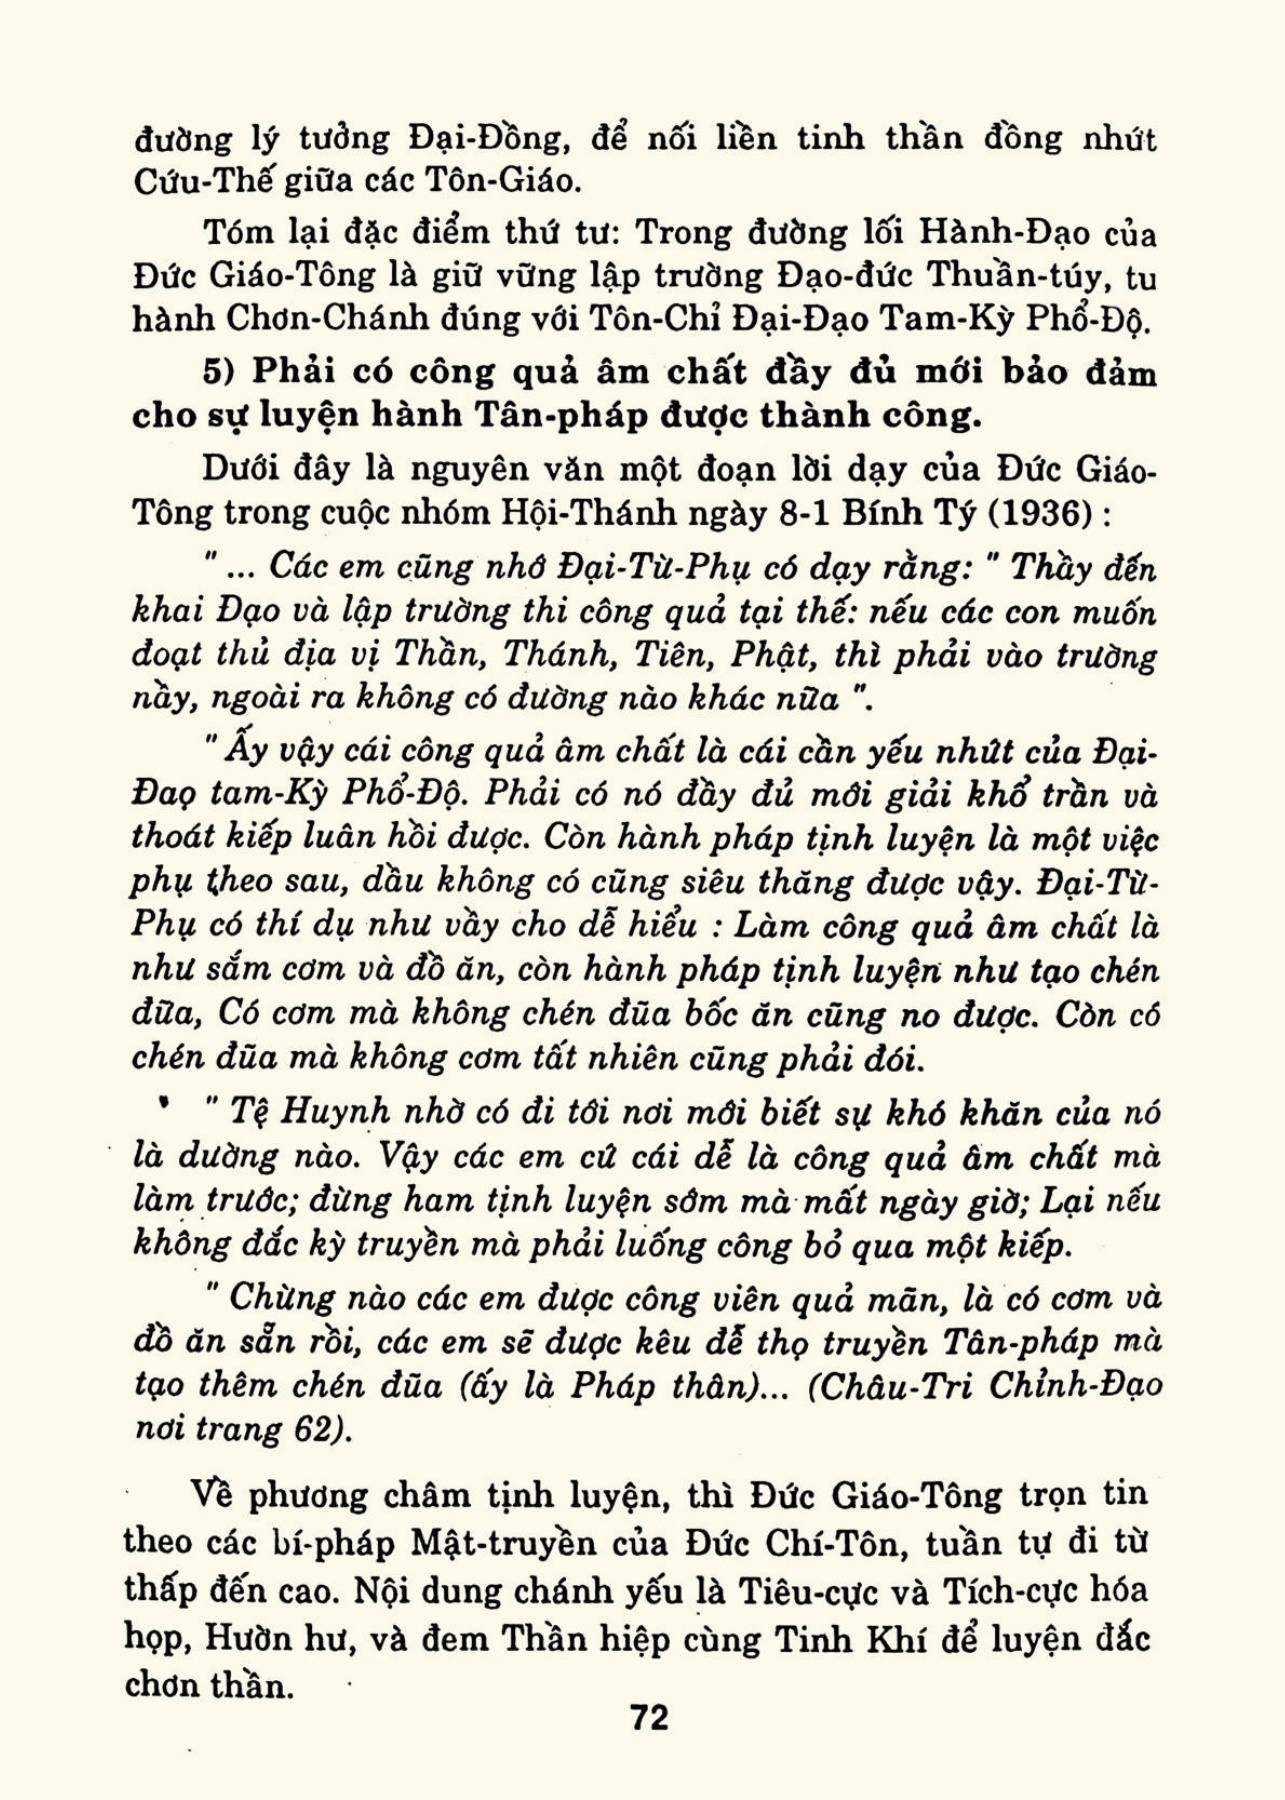 đường lý tưởng Đại-Đồng, để nối liền tinh thần đồng nhứt
Cứu-Thế giữa các Tôn-Giáo.
Tóm lại đặc điểm thứ tư: Trong đường lối Hành-Đạo của
Đức Giáo-Tông là giữ vững lập trường Đạo-đức Thuần-túy, tu
hành Chơn-Chánh đúng với Tôn-Chỉ Đại-Đạo Tam-Kỳ Phổ-Độ.
5) Phải có công quả âm chất đầy đủ mới bảo đảm
cho sự luyện hành Tân-pháp được thành công.
Dưới đây là nguyên văn một đoạn lời dạy của Đức Giáo-
Tông trong cuộc nhóm Hội-Thánh ngày 8-1 Bính Tý (1936) :
" ... Các em cũng nhớ Đại-Từ-Phụ có dạy rằng: " Thầy đến
khai Đạo và lập trường thi công quả tại thế: nếu các con muốn
đoạt thủ địa vị Thần, Thánh, Tiên, Phật, thì phải vào trường
nầy, ngoài ra không có đường nào khác nữa ".
" Ấy vậy cái công quả âm chất là cái cần yếu nhứt của Đại-
Đaọ tam-Kỳ Phổ-Độ. Phải có nó đầy đủ mới giải khổ trần và
thoát kiếp luân hồi được. Còn hành pháp tịnh luyện là một việc
phụ theo sau, dầu không có cũng siêu thăng được vậy. Đại-Từ-
Phụ có thí dụ như vầy cho dễ hiểu : Làm công quả âm chất là
như sắm cơm và đồ ăn, còn hành pháp tịnh luyện như tạo chén
đũa, Có cơm mà không chén đũa bốc ăn cũng no được. Còn có
chén đũa mà không cơm tất nhiên cũng phải đói.
" Tệ Huynh nhờ có đi tới nơi mới biết sự khó khăn của nó
là dường nào. Vậy các em cứ cái dễ là công quả âm chất mà
làm trước; đừng ham tịnh luyện sớm mà mất ngày giờ; Lại nếu
không đắc kỳ truyền mà phải luống công bỏ qua một kiếp.
" Chừng nào các em được công viên quả mãn, là có cơm và
đồ ăn sẵn rồi, các em sẽ được kêu để thọ truyền Tân-pháp mà
tạo thêm chén đũa (ấy là Pháp thân)... (Châu-Tri Chỉnh-Đạo
nơi trang 62).
Về phương châm tịnh luyện, thì Đức Giáo-Tông trọn tin
theo các bí-pháp Mật-truyền của Đức Chí-Tôn, tuần tự đi từ
thấp đến cao. Nội dung chánh yếu là Tiêu-cực và Tích-cực hóa
họp, Hườn hư, và đem Thần hiệp cùng Tinh Khí để luyện đắc
chơn thần.
72